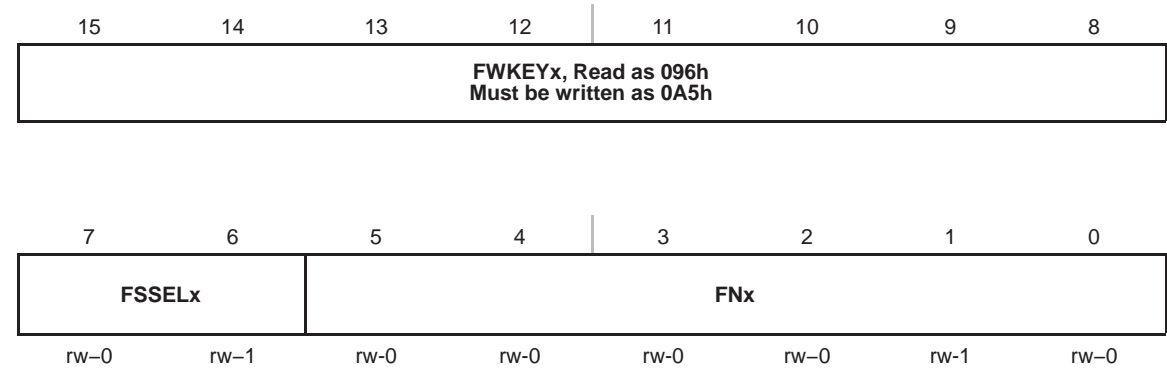 15 14 13 12 11 10 9 8
FWKEYx, Read as 096h
Must be written as 0A5h
7 6 5 4 3 2 1 0
FSSELx FNx
rw−0 rw−1 rw-0 rw-0 rw-0 rw−0 rw-1 rw−0